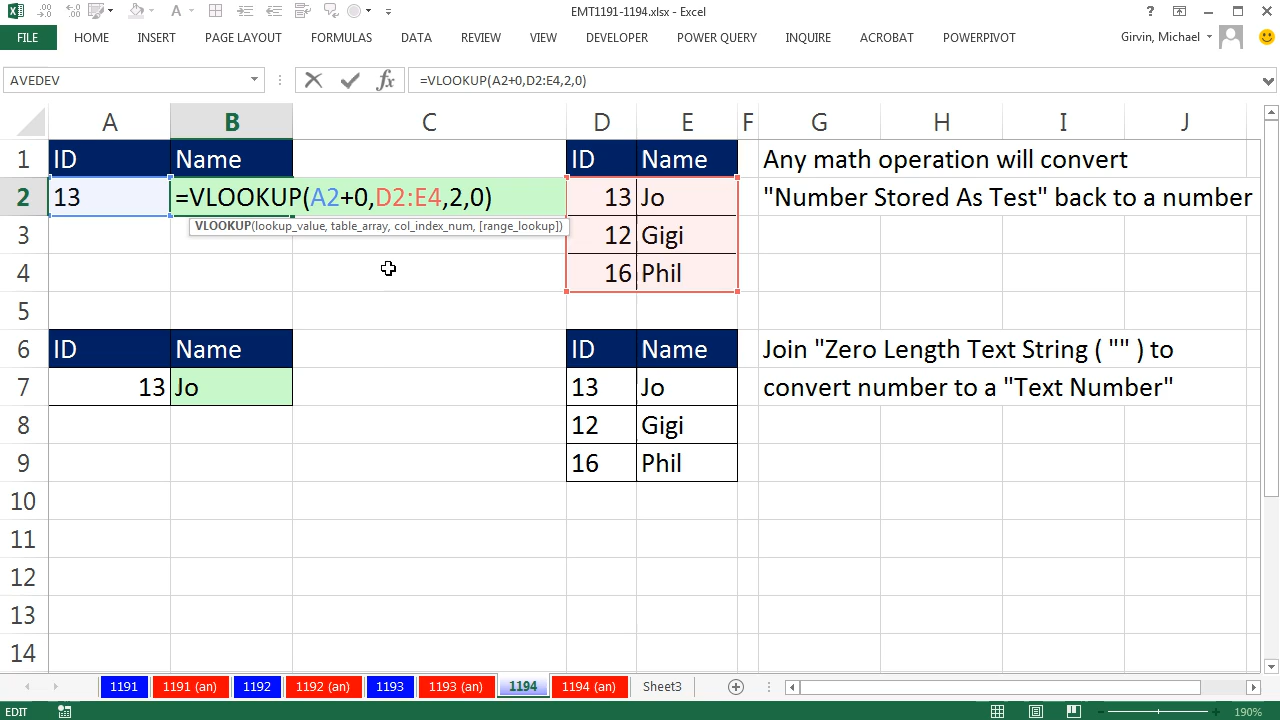 EMT1191-1194.xlsx - Excel
FILE HOME INSERT PAGE LAYOUT FORMULAS DATA REVIEW VIEW DEVELOPER POWER QUERY INQUIRE ACROBAT POWERPIVOT Girvin, Michael
AVEDEV =VLOOKUP(A2+0,D2:E4,2,0)
A B C D E F G H I J
1 ID Name ID Name Any math operation will convert
2 13 =VLOOKUP(A2+0,D2:E4,2,0) 13 Jo "Number Stored As Test" back to a number
VLOOKUP(lookup_value, table_array, col_index_num, [range_lookup])
3 12 Gigi
4 16 Phil
5
6 ID Name ID Name Join "Zero Length Text String ( "" ) to
7 13 Jo 13 Jo convert number to a "Text Number"
8 12 Gigi
9 16 Phil
10
11
12
13
14
1191 1191 (an) 1192 1192 (an) 1193 1193 (an) 1194 1194 (an) Sheet3
EDIT 190%